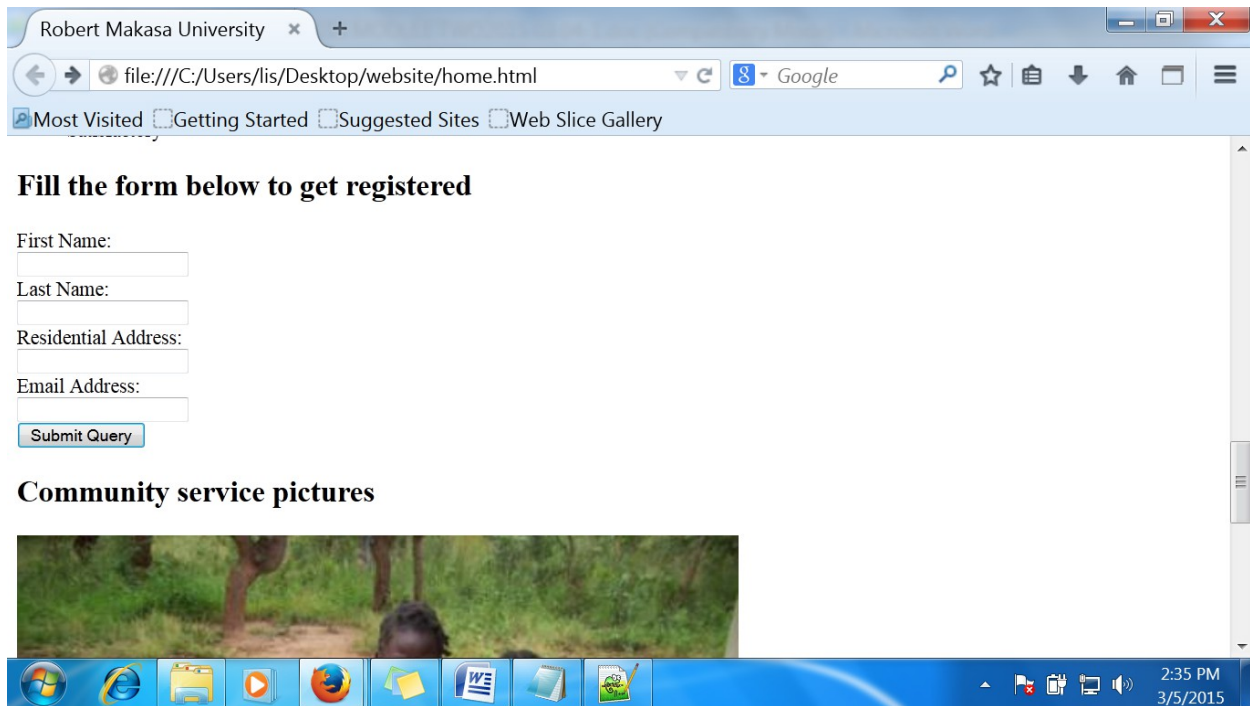 Robert Makasa University
file:///C:/Users/lis/Desktop/website/home.html
Google
Most Visited Getting Started Suggested Sites Web Slice Gallery
Fill the form below to get registered
First Name:
Last Name:
Residential Address:
Email Address:
Submit Query
Community service pictures
2:35 PM
3/5/2015